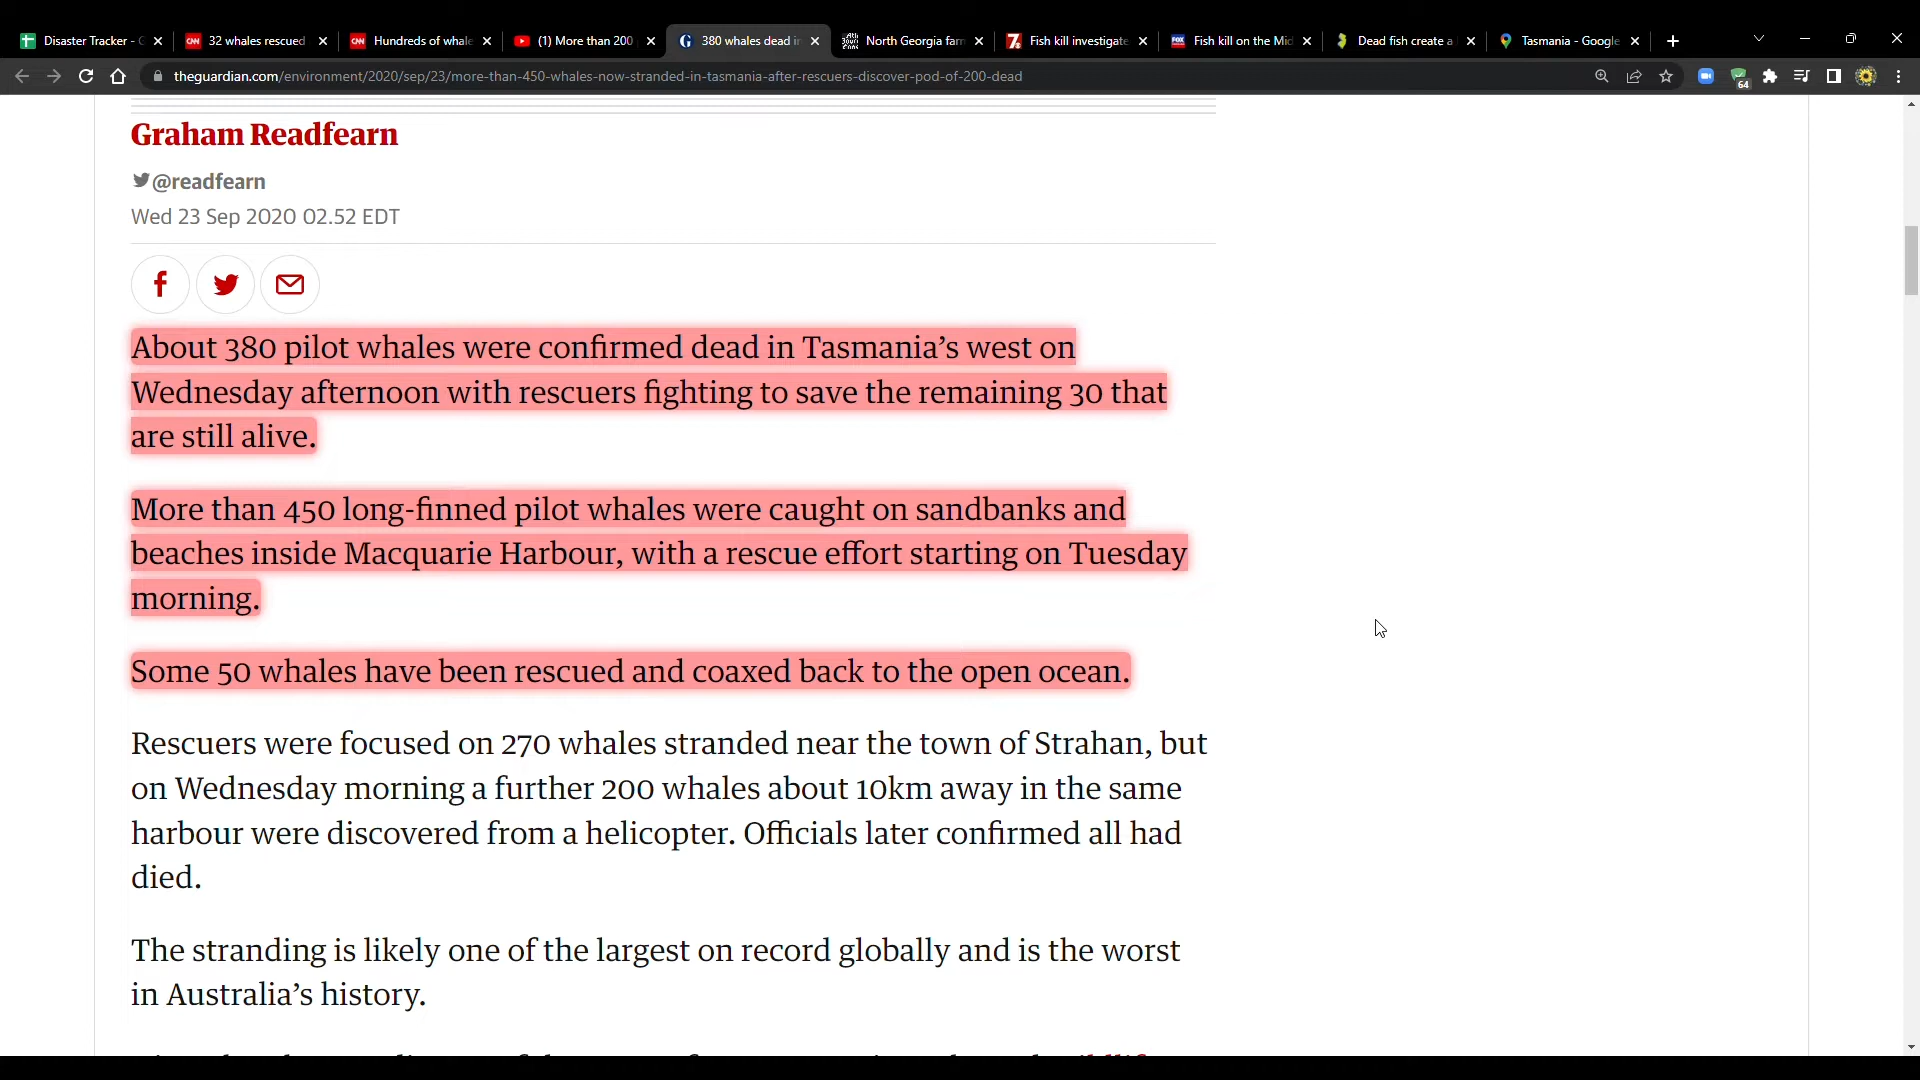 Disaster Tracker - G
32 whales rescued
Hundreds of whale
(1) More than 200
380 whales dead in
North Georgia farm
Fish kill investigate
Fish kill on the Mid
Dead fish create a
Tasmania - Google
theguardian.com/environment/2020/sep/23/more-than-450-whales-now-stranded-in-tasmania-after-rescuers-discover-pod-of-200-dead
64
Graham Readfearn
@readfearn
Wed 23 Sep 2020 02.52 EDT
About 380 pilot whales were confirmed dead in Tasmania’s west on
Wednesday afternoon with rescuers fighting to save the remaining 30 that
are still alive.
More than 450 long-finned pilot whales were caught on sandbanks and
beaches inside Macquarie Harbour, with a rescue effort starting on Tuesday
morning.
Some 50 whales have been rescued and coaxed back to the open ocean.
Rescuers were focused on 270 whales stranded near the town of Strahan, but
on Wednesday morning a further 200 whales about 10km away in the same
harbour were discovered from a helicopter. Officials later confirmed all had
died.
The stranding is likely one of the largest on record globally and is the worst
in Australia’s history.